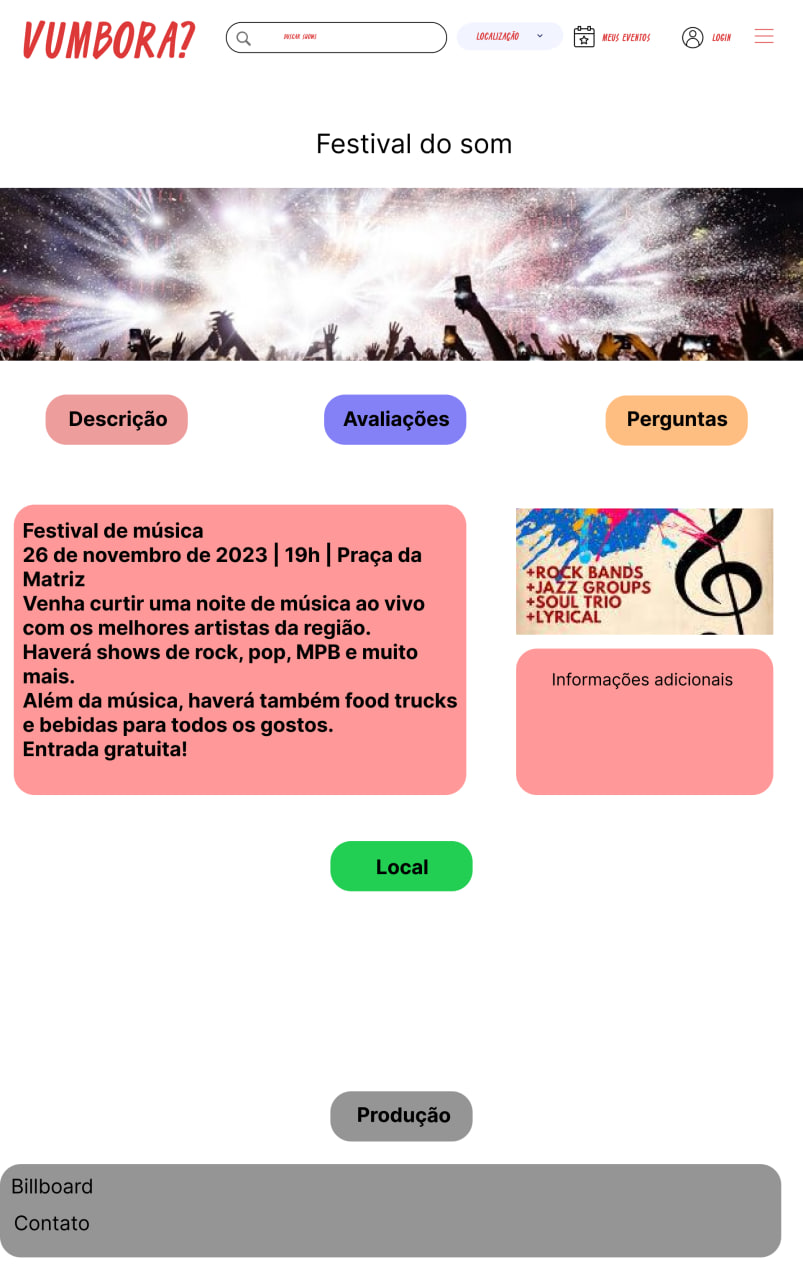 VUMBORA?
BUSCAR SHOWS
LOCALIZAÇÃO
MEUS EVENTOS
LOGIN
Festival do som
Descrição
Avaliações
Perguntas
Festival de música
26 de novembro de 2023 | 19h | Praça da
Matriz
Venha curtir uma noite de música ao vivo
com os melhores artistas da região.
Haverá shows de rock, pop, MPB e muito
mais.
Além da música, haverá também food trucks
e bebidas para todos os gostos.
Entrada gratuita!
+ROCK BANDS
+JAZZ GROUPS
+SOUL TRIO
+LYRICAL
Informações adicionais
Local
Produção
Billboard
Contato